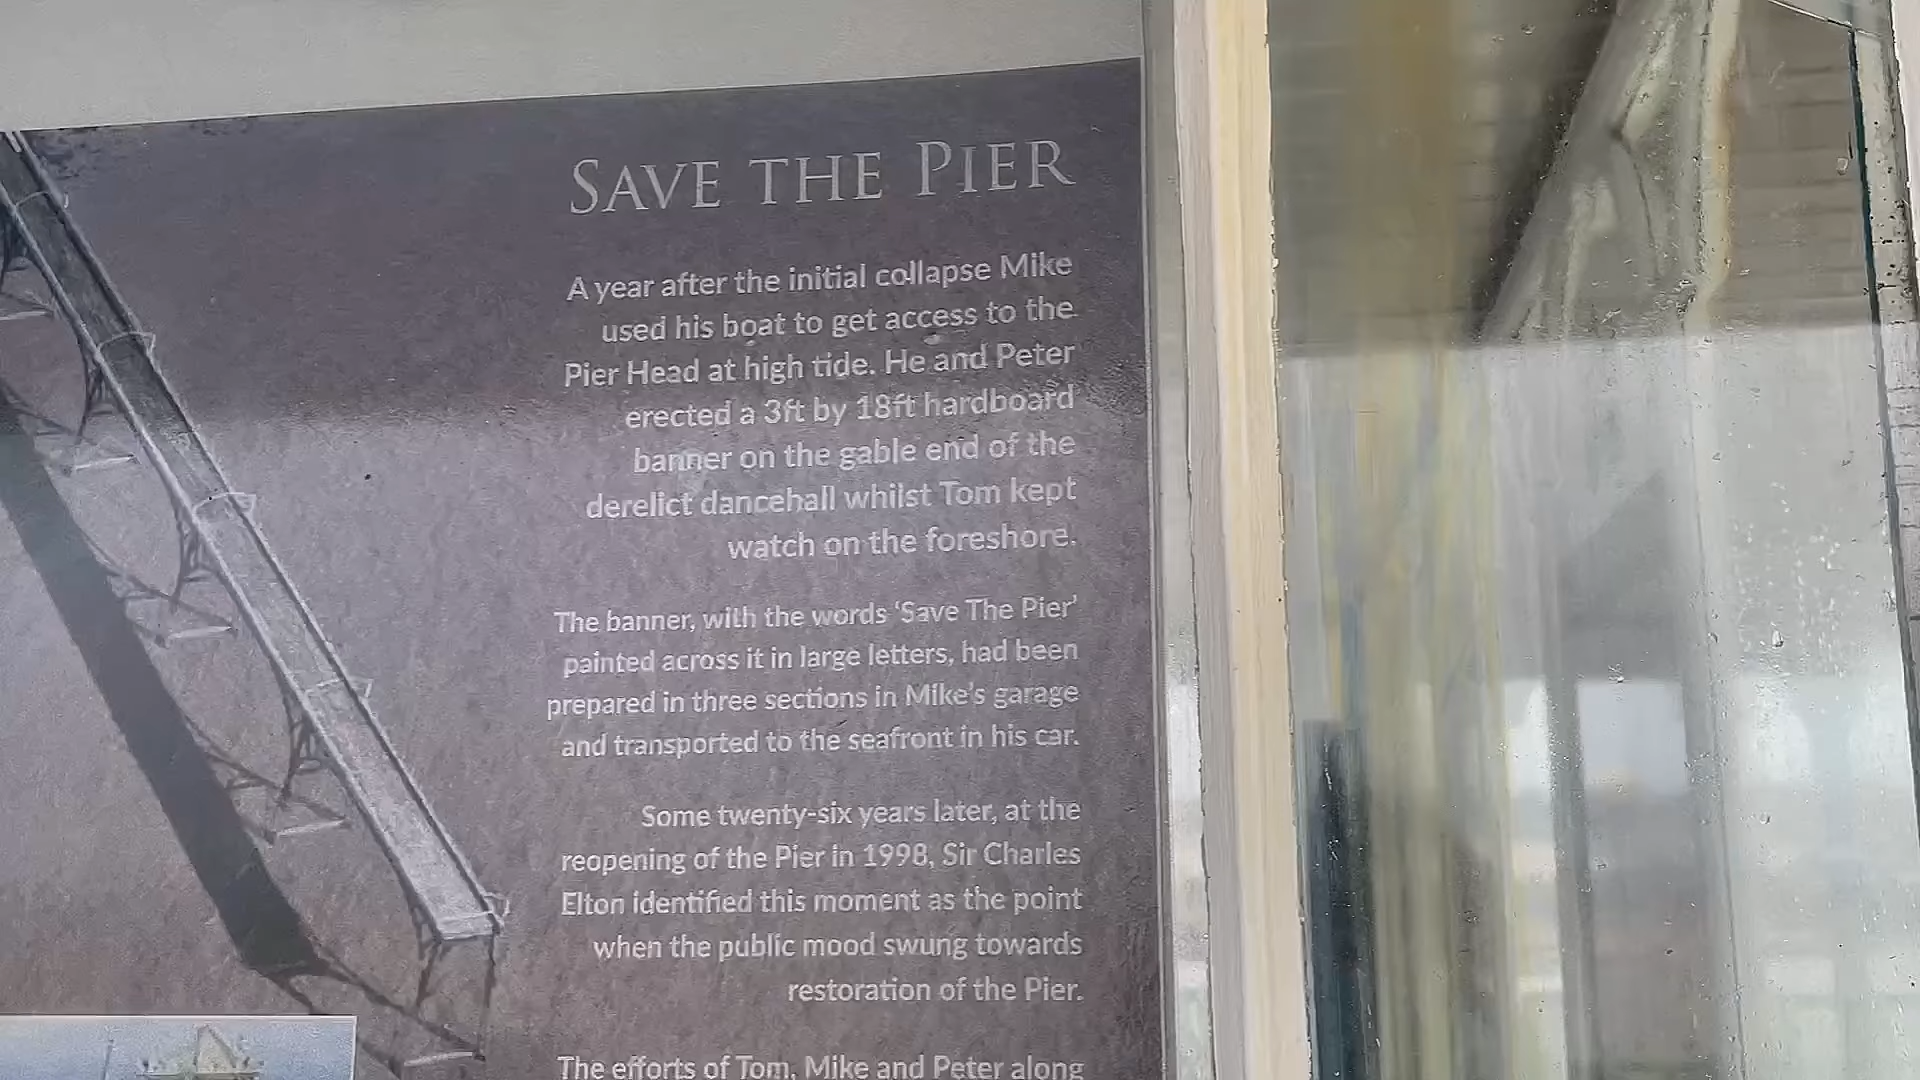 SAVE THE PIER
A year after the initial collapse Mike
used his boat to get access to the
Pier Head at high tide. He and Peter
erected a 3ft by 18ft hardboard
banner on the gable end of the
derelict dancehall whilst Tom kept
watch on the foreshore.
The banner, with the words ‘Save The Pier’
painted across it in large letters, had been
prepared in three sections in Mike’s garage
and transported to the seafront in his car.
Some twenty-six years later, at the
reopening of the Pier in 1998, Sir Charles
Elton identified this moment as the point
when the public mood swung towards
restoration of the Pier.
The efforts of Tom, Mike and Peter along